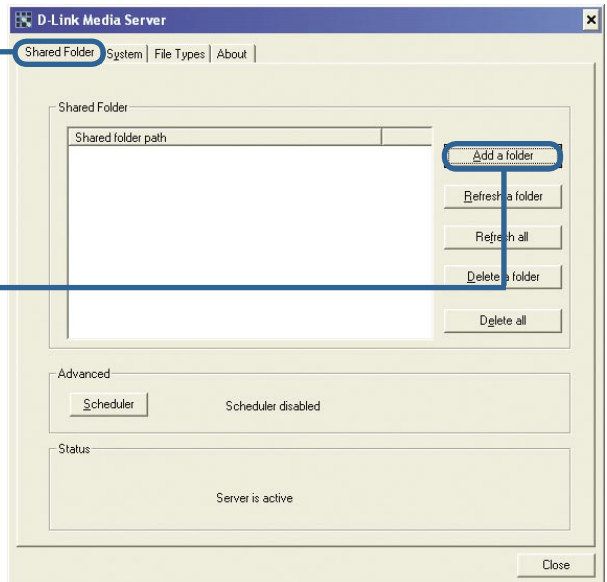 D-Link Media Server
Shared Folder System File Types About
Shared Folder
Shared folder path
Add a folder
Refresh a folder
Refresh all
Delete a folder
Delete all
Advanced
Scheduler Scheduler disabled
Status
Server is active
Close